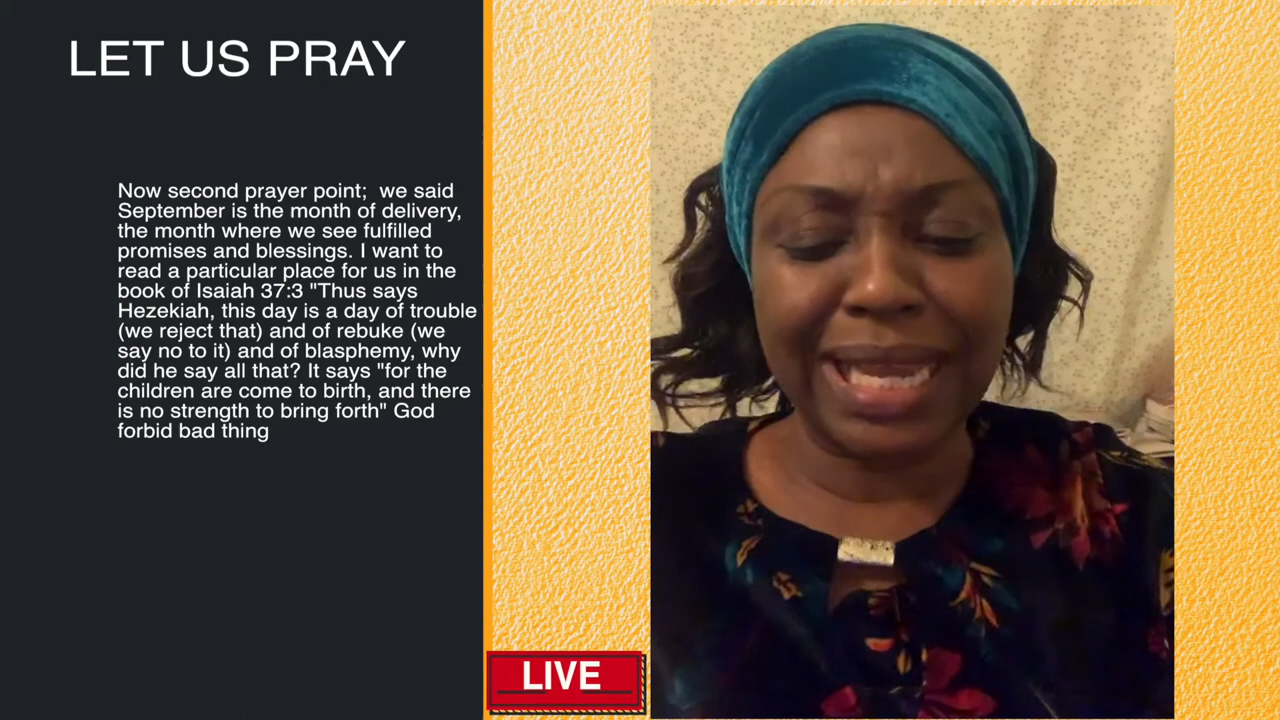 LET US PRAY
Now second prayer point;  we said
September is the month of delivery,
the month where we see fulfilled
promises and blessings. I want to
read a particular place for us in the
book of Isaiah 37:3 "Thus says
Hezekiah, this day is a day of trouble
(we reject that) and of rebuke (we
say no to it) and of blasphemy, why
did he say all that? It says "for the
children are come to birth, and there
is no strength to bring forth" God
forbid bad thing
LIVE